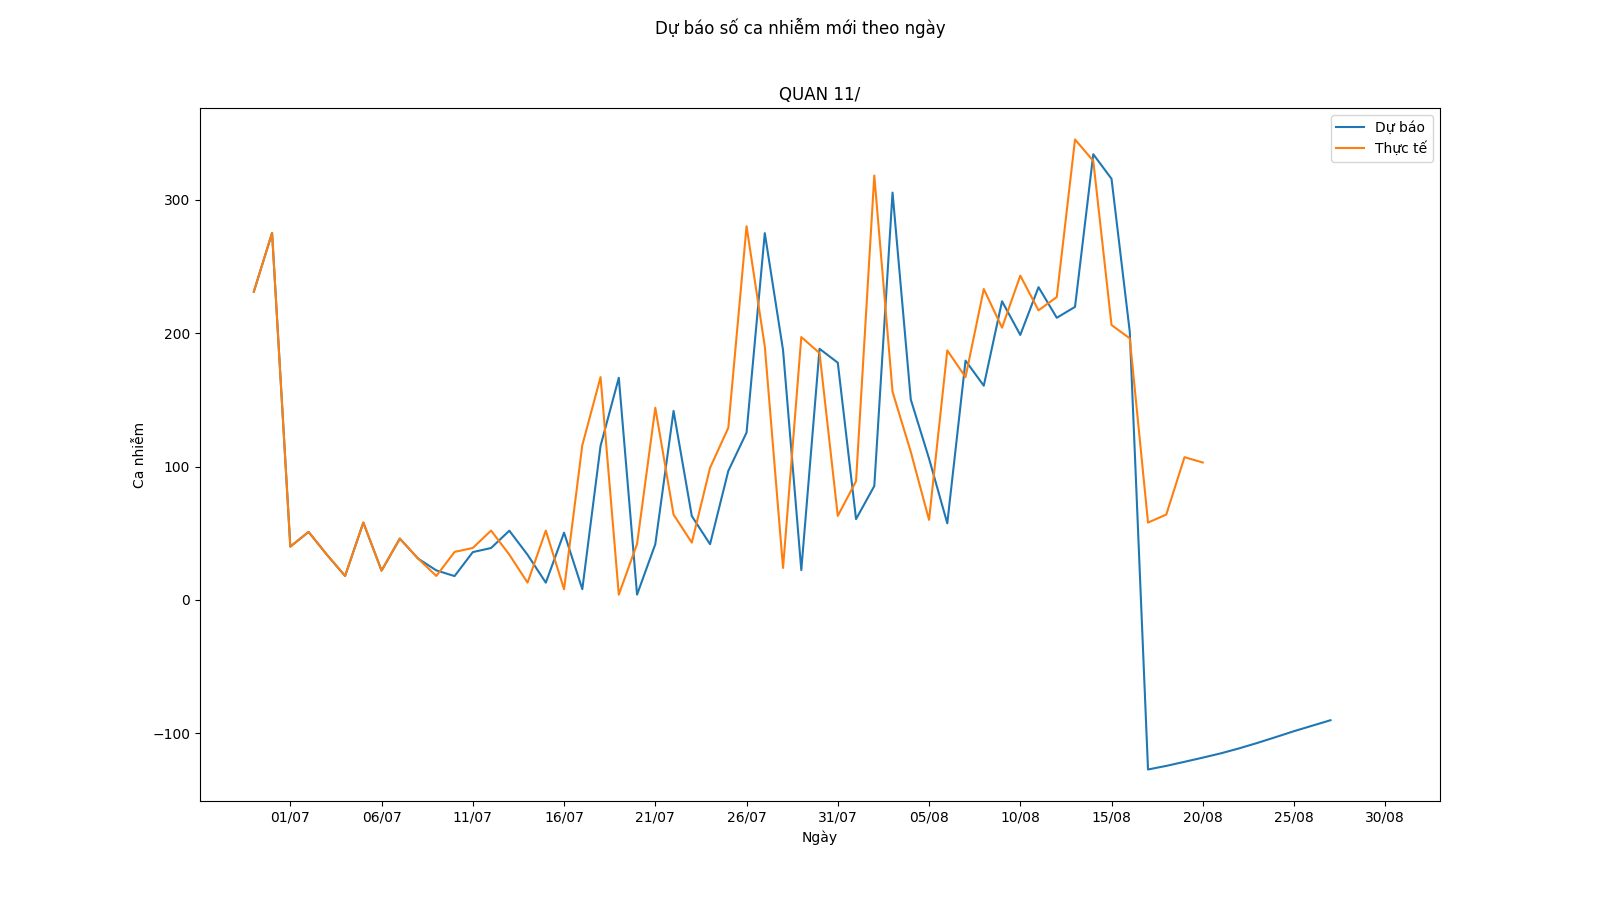 Dự báo số ca nhiễm mới theo ngày
QUAN 11/
Dự báo
Thực tế
300
200
100
0
−100
Ca nhiễm
01/07 06/07 11/07 16/07 21/07 26/07 31/07 05/08 10/08 15/08 20/08 25/08 30/08
Ngày